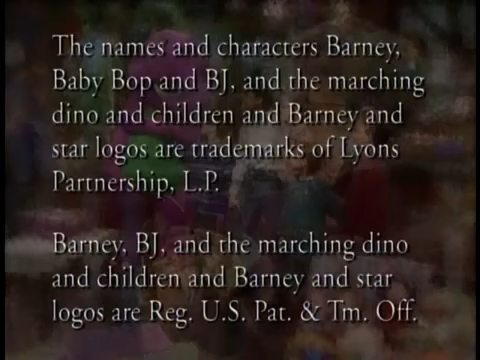 The names and characters Barney,
Baby Bop and BJ, and the marching
dino and children and Barney and
star logos are trademarks of Lyons
Partnership, L.P.
Barney, BJ, and the marching dino
and children and Barney and star
logos are Reg. U.S. Pat. & Tm. Off.